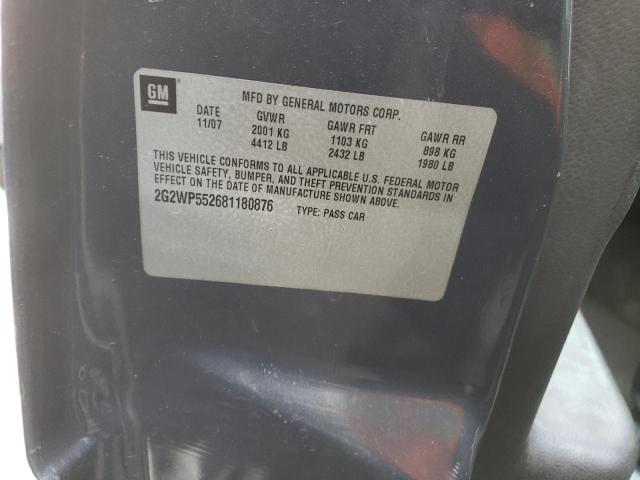 GM
MFD BY GENERAL MOTORS CORP.
DATE GVWR GAWR FRT GAWR RR
11/07 2001 KG 1103 KG 898 KG
4412 LB 2432 LB 1980 LB
THIS VEHICLE CONFORMS TO ALL APPLICABLE U.S. FEDERAL MOTOR
VEHICLE SAFETY, BUMPER, AND THEFT PREVENTION STANDARDS IN
EFFECT ON THE DATE OF MANUFACTURE SHOWN ABOVE.
2G2WP552681180876 TYPE: PASS CAR